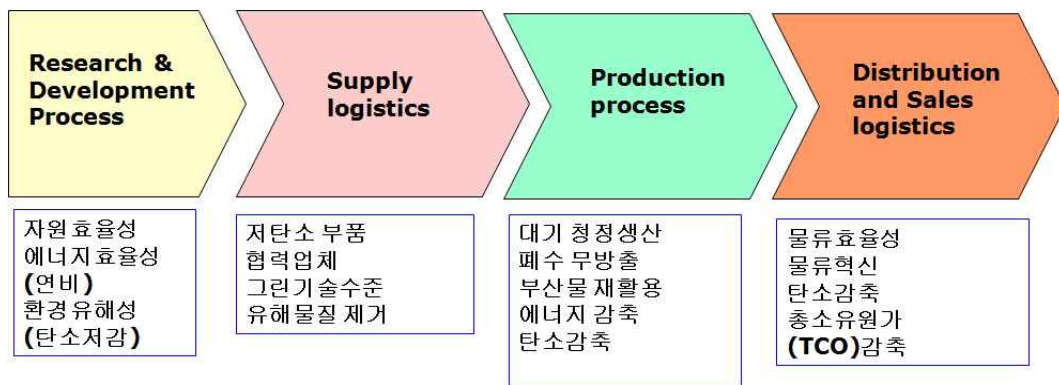 Research &
Development
Process
Supply
logistics
Production
process
Distribution
and Sales
logistics
자원효율성
에너지효율성
(연비)
환경유해성
(탄소저감)
저탄소 부품
협력업체
그린기술수준
유해물질 제거
대기 청정생산
폐수 무방출
부산물 재활용
에너지 감축
탄소감축
물류효율성
물류혁신
탄소감축
총소유원가
(TCO)감축